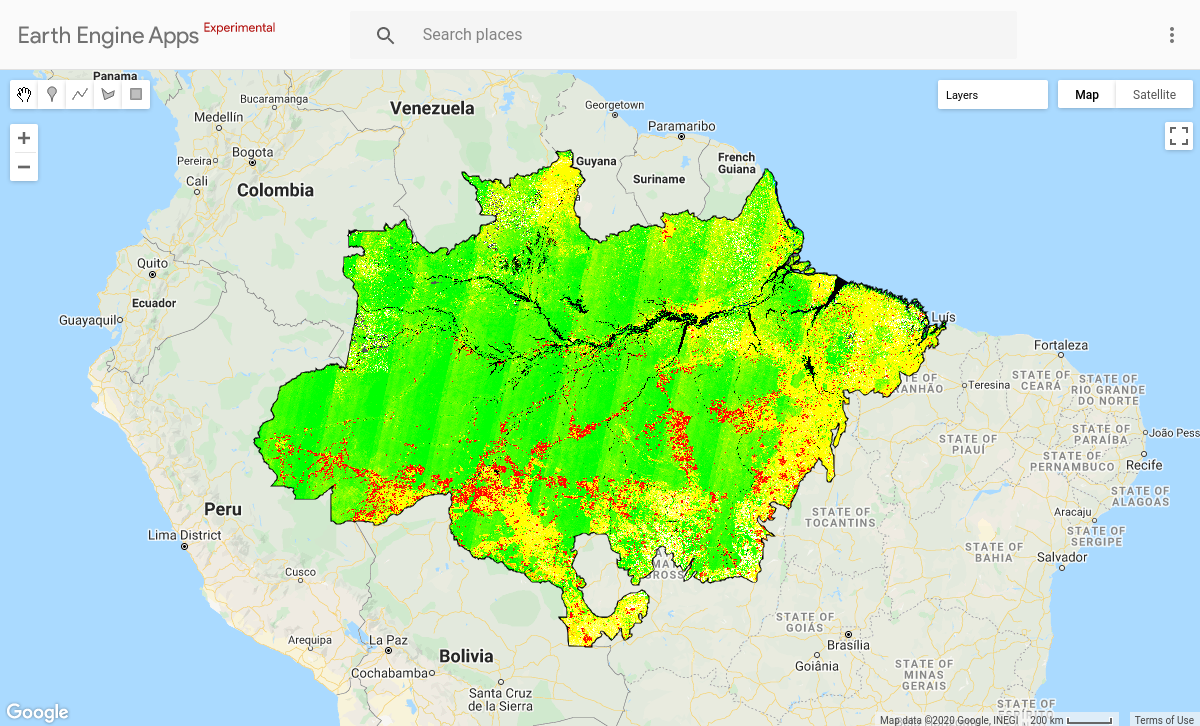 Earth Engine Apps Experimental
Search places
Layers
Map
Satellite
Panama
Bucaramanga
Medellín
Venezuela
Georgetown
Paramaribo
Pereira
Bogota
Cali
Colombia
Guyana
Suriname
French
Guiana
Quito
Ecuador
Guayaquil
Luís
Fortaleza
Teresina
STATE OF
CEARÁ
STATE OF
RIO GRANDE
DO NORTE
STATE OF
PIAUÍ
STATE OF
PARAÍBA
João Pess
STATE OF
PERNAMBUCO
Recife
STATE OF
ALAGOAS
Peru
Lima District
STATE OF
TOCANTINS
Aracaju
STATE OF
SERGIPE
STATE OF
BAHIA
Salvador
Cusco
Arequipa
La Paz
Bolivia
Cochabamba
Santa Cruz
de la Sierra
STATE OF
GOIÁS
Brasília
Goiânia
STATE OF
MINAS
GERAIS
STATE OF
Google
Map data ©2020 Google, INEGI
200 km
Terms of Use